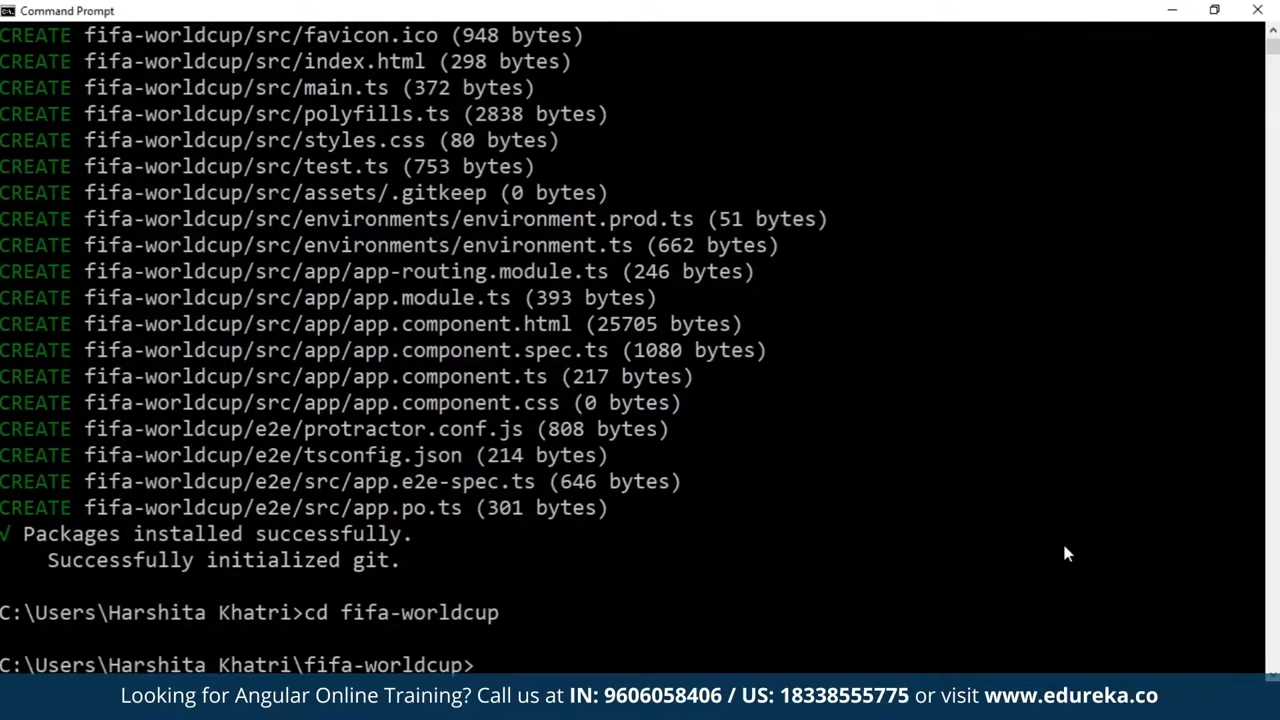 Command Prompt
CREATE fifa-worldcup/src/favicon.ico (948 bytes)
CREATE fifa-worldcup/src/index.html (298 bytes)
CREATE fifa-worldcup/src/main.ts (372 bytes)
CREATE fifa-worldcup/src/polyfills.ts (2838 bytes)
CREATE fifa-worldcup/src/styles.css (80 bytes)
CREATE fifa-worldcup/src/test.ts (753 bytes)
CREATE fifa-worldcup/src/assets/.gitkeep (0 bytes)
CREATE fifa-worldcup/src/environments/environment.prod.ts (51 bytes)
CREATE fifa-worldcup/src/environments/environment.ts (662 bytes)
CREATE fifa-worldcup/src/app/app-routing.module.ts (246 bytes)
CREATE fifa-worldcup/src/app/app.module.ts (393 bytes)
CREATE fifa-worldcup/src/app/app.component.html (25705 bytes)
CREATE fifa-worldcup/src/app/app.component.spec.ts (1080 bytes)
CREATE fifa-worldcup/src/app/app.component.ts (217 bytes)
CREATE fifa-worldcup/src/app/app.component.css (0 bytes)
CREATE fifa-worldcup/e2e/protractor.conf.js (808 bytes)
CREATE fifa-worldcup/e2e/tsconfig.json (214 bytes)
CREATE fifa-worldcup/e2e/src/app.e2e-spec.ts (646 bytes)
CREATE fifa-worldcup/e2e/src/app.po.ts (301 bytes)
√ Packages installed successfully.
Successfully initialized git.
C:\Users\Harshita Khatri>cd fifa-worldcup
C:\Users\Harshita Khatri\fifa-worldcup>
Looking for Angular Online Training? Call us at IN: 9606058406 / US: 18338555775 or visit www.edureka.co